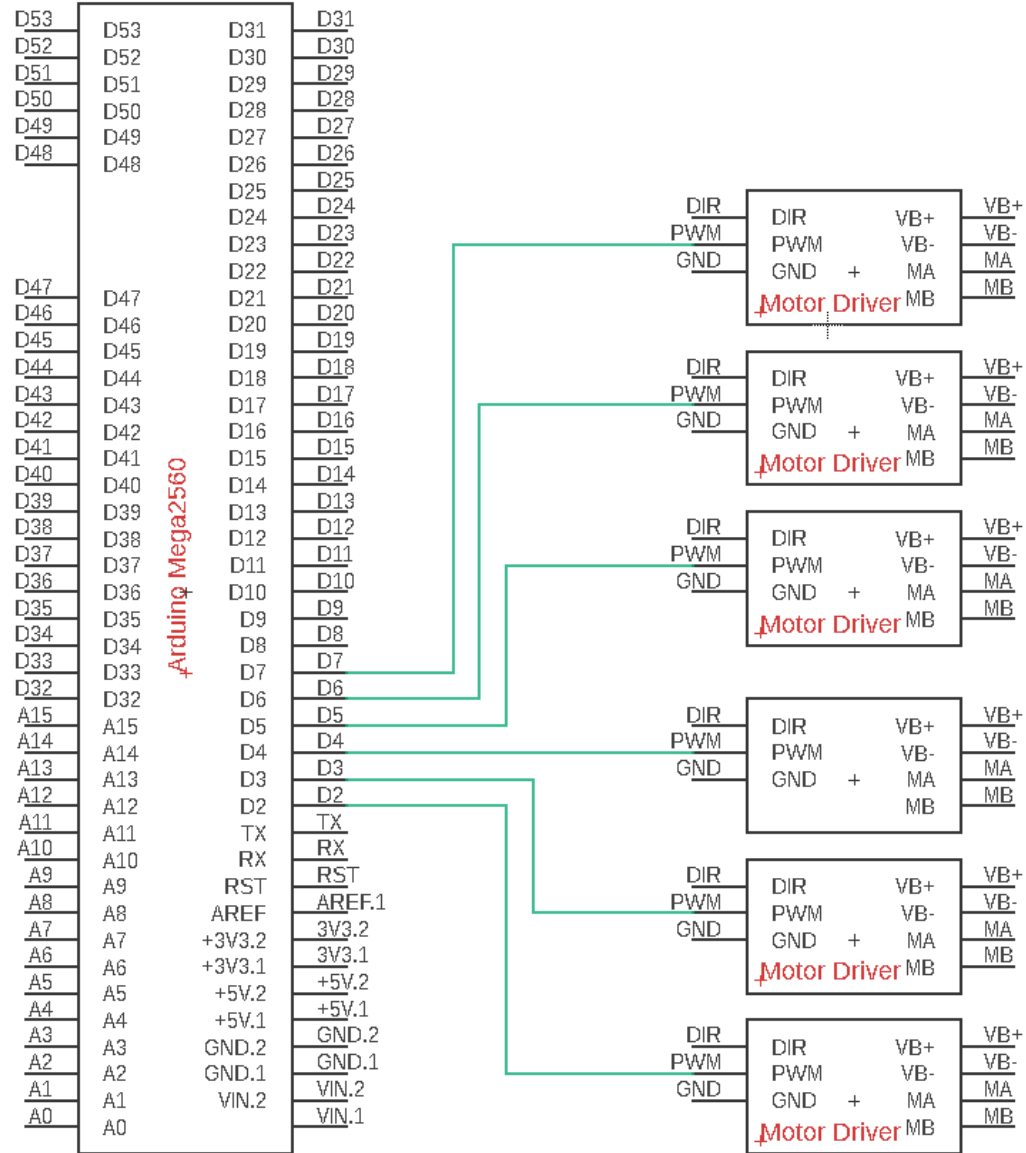 D53 D53 D31 D31
D52 D52 D30 D30
D51 D51 D29 D29
D50 D50 D28 D28
D49 D49 D27 D27
D48 D48 D26 D26
D25 D25
D24 D24
D23 D23
D22 D22
D47 D47 D21 D21
D46 D46 D20 D20
D45 D45 D19 D19
D44 D44 D18 D18
D43 D43 D17 D17
D42 D42 D16 D16
D41 D41 D15 D15
D40 D40 D14 D14
D39 D39 D13 D13
D38 D38 D12 D12
D37 D37 D11 D11
D36 D36 D10 D10
D35 D35 D9 D9
D34 D34 D8 D8
D33 D33 D7 D7
D32 D32 D6 D6
A15 A15 D5 D5
A14 A14 D4 D4
A13 A13 D3 D3
A12 A12 D2 D2
A11 A11 TX TX
A10 A10 RX RX
A9 A9 RST RST
A8 A8 AREF AREF.1
A7 A7 +3V3.2 3V3.2
A6 A6 +3V3.1 3V3.1
A5 A5 +5V.2 +5V.2
A4 A4 +5V.1 +5V.1
A3 A3 GND.2 GND.2
A2 A2 GND.1 GND.1
A1 A1 VIN.2 VIN.2
A0 A0 VIN.1
Arduino Mega2560
DIR DIR VB+ VB+
PWM PWM VB- VB-
GND GND MA MA
Motor Driver MB MB
DIR DIR VB+ VB+
PWM PWM VB- VB-
GND GND MA MA
Motor Driver MB MB
DIR DIR VB+ VB+
PWM PWM VB- VB-
GND GND MA MA
Motor Driver MB MB
DIR DIR VB+ VB+
PWM PWM VB- VB-
GND GND MA MA
MB MB
DIR DIR VB+ VB+
PWM PWM VB- VB-
GND GND MA MA
Motor Driver MB MB
DIR DIR VB+ VB+
PWM PWM VB- VB-
GND GND MA MA
Motor Driver MB MB